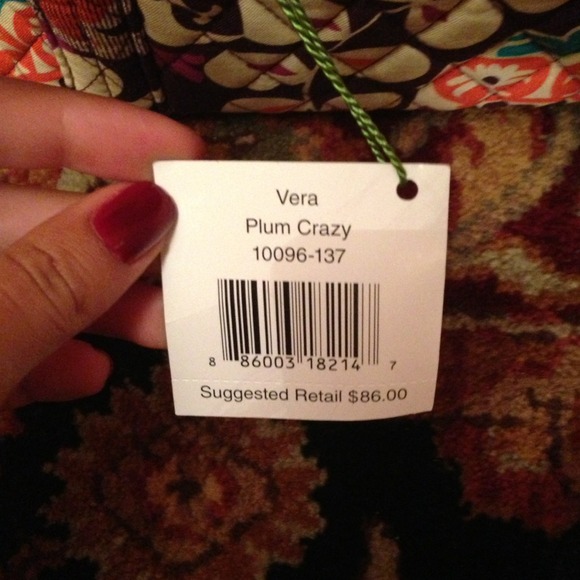 Vera
Plum Crazy
10096-137
8 86003 18214 7
Suggested Retail $86.00